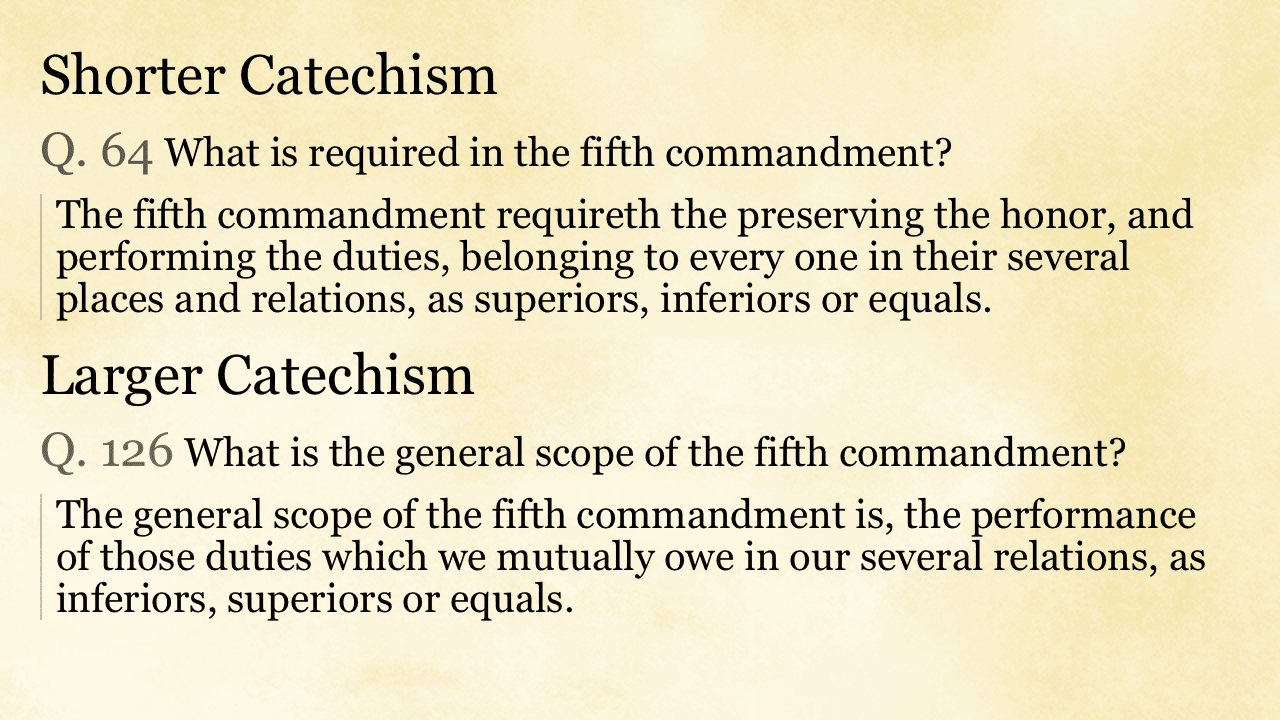 Shorter Catechism
Q. 64 What is required in the fifth commandment?
The fifth commandment requireth the preserving the honor, and
performing the duties, belonging to every one in their several
places and relations, as superiors, inferiors or equals.
Larger Catechism
Q. 126 What is the general scope of the fifth commandment?
The general scope of the fifth commandment is, the performance
of those duties which we mutually owe in our several relations, as
inferiors, superiors or equals.